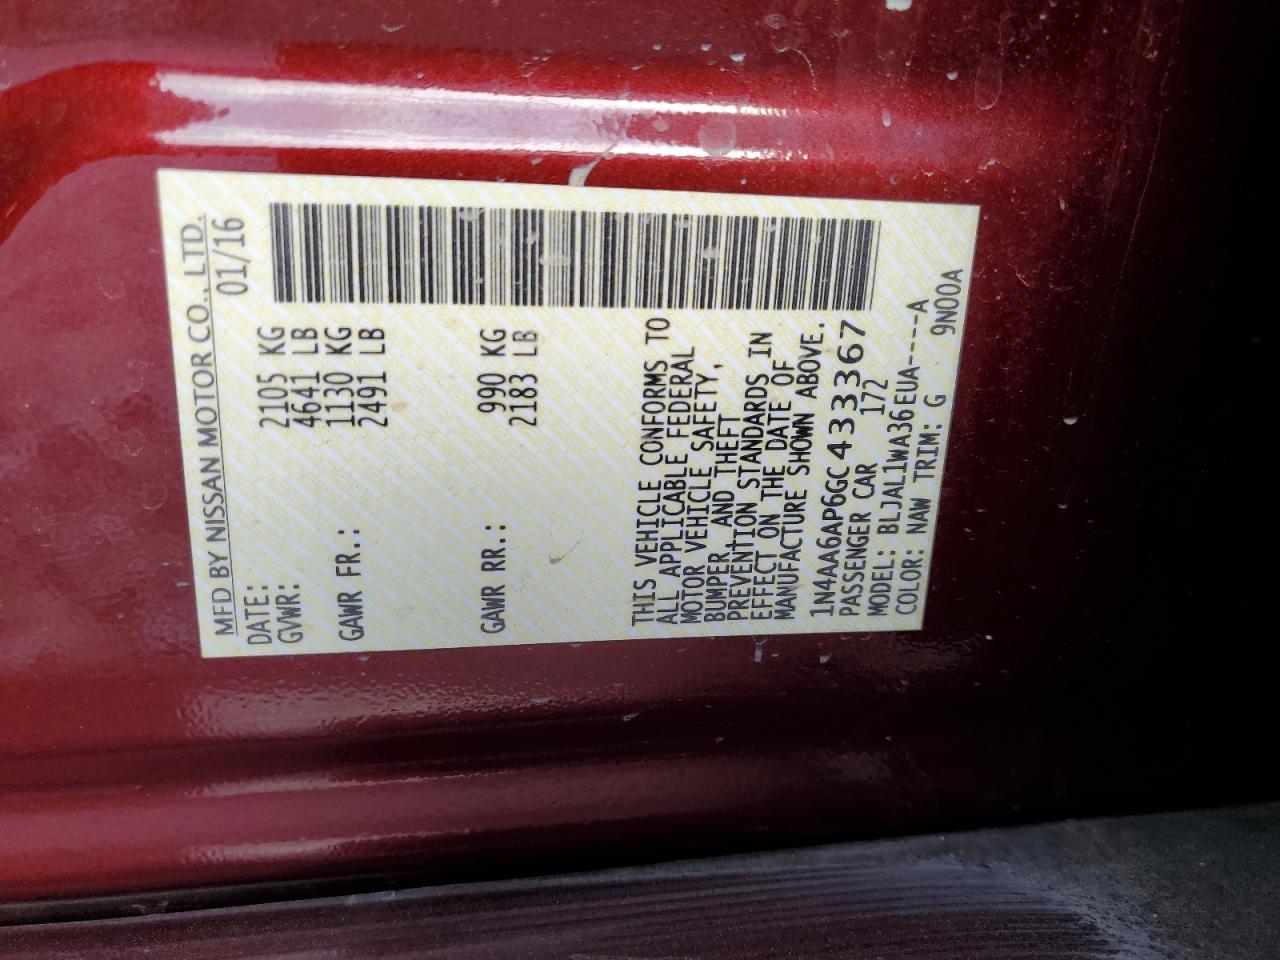 MFD BY NISSAN MOTOR CO., LTD.
DATE: 01/16
GVWR: 2105 KG
4641 LB
GAWR FR.: 1130 KG
2491 LB
GAWR RR.: 990 KG
2183 LB
THIS VEHICLE CONFORMS TO
ALL APPLICABLE FEDERAL
MOTOR VEHICLE SAFETY,
BUMPER, AND THEFT
PREVENTION STANDARDS IN
EFFECT ON THE DATE OF
MANUFACTURE SHOWN ABOVE.
1N4AA6AP6GC433367
PASSENGER CAR 172
MODEL: BLJAL1WA36EUA----A
COLOR: NAW TRIM: G 9N00A